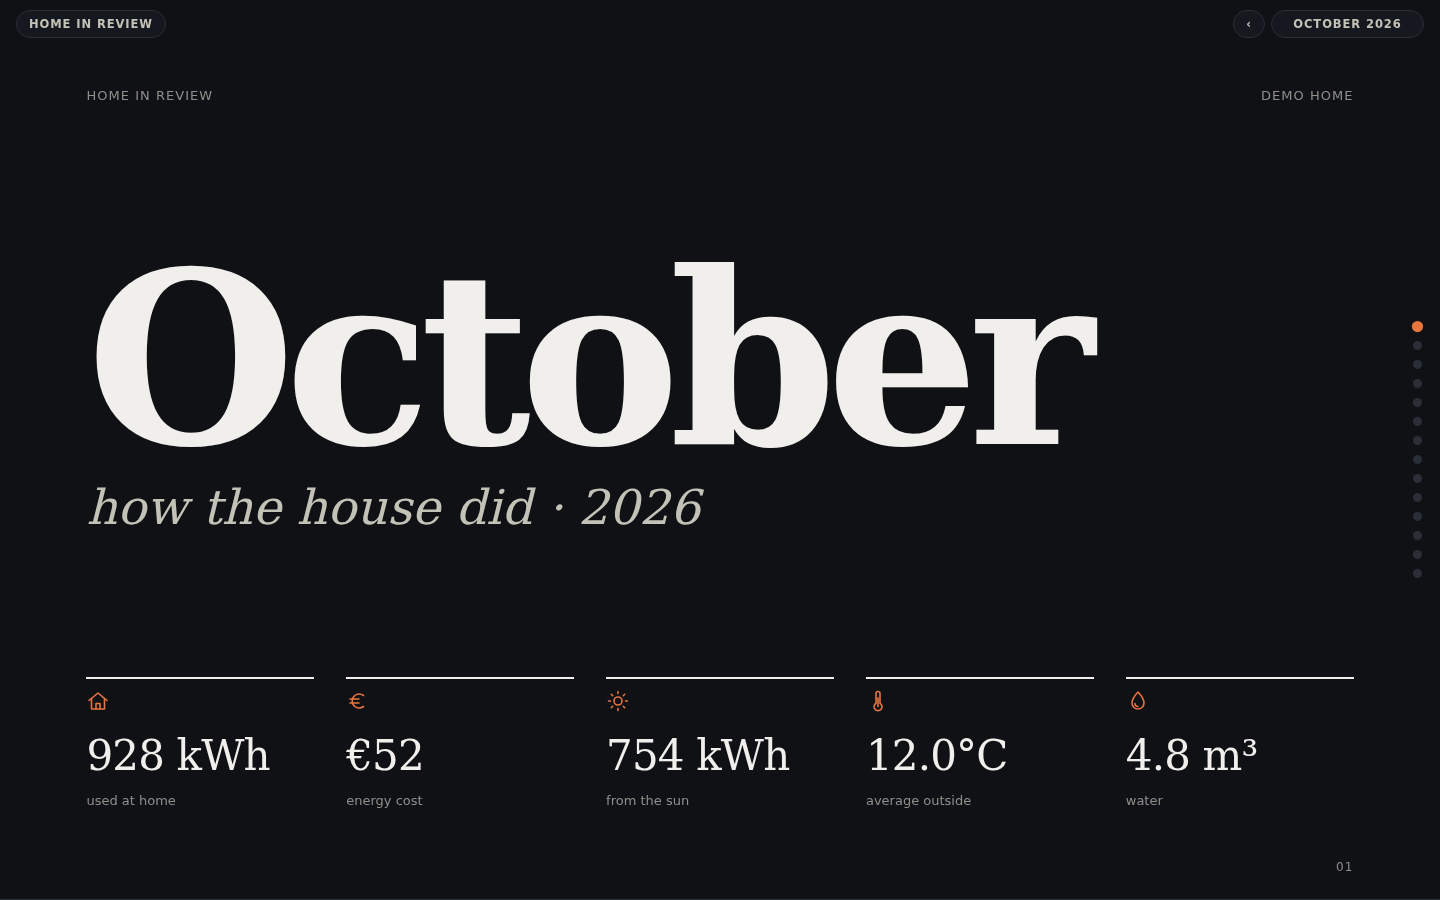 HOME IN REVIEW
‹ OCTOBER 2026
HOME IN REVIEW
DEMO HOME
October
how the house did · 2026
928 kWh
used at home
€52
energy cost
754 kWh
from the sun
12.0°C
average outside
4.8 m³
water
01